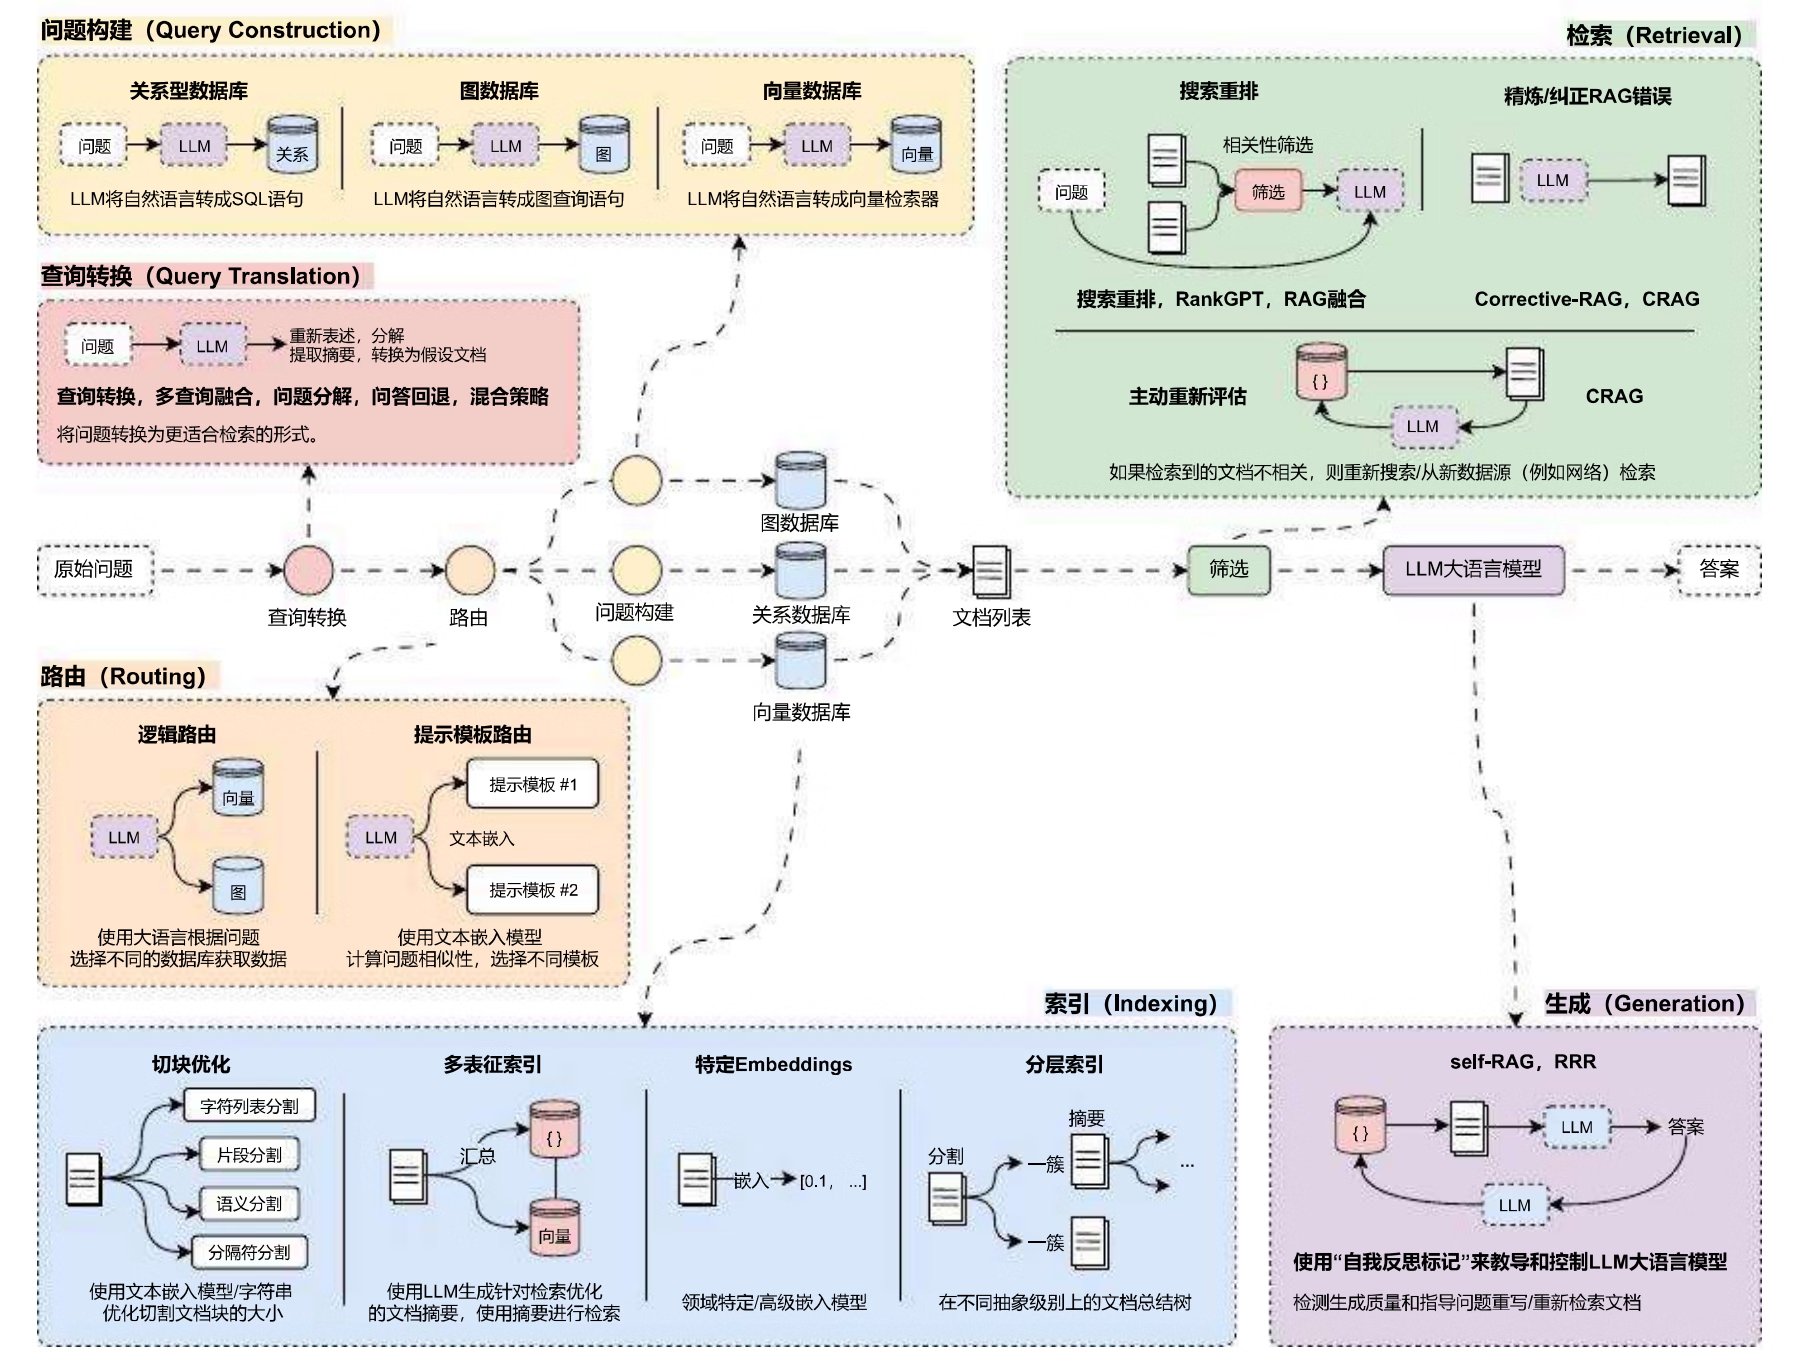 问题构建（Query Construction）
关系型数据库
问题
LLM
关系
LLM将自然语言转成SQL语句
图数据库
问题
LLM
图
LLM将自然语言转成图查询语句
向量数据库
问题
LLM
向量
LLM将自然语言转成向量检索器
检索（Retrieval）
搜索重排
相关性筛选
问题
筛选
LLM
搜索重排，RankGPT，RAG融合
精炼/纠正RAG错误
LLM
Corrective-RAG，CRAG
主动重新评估
{ }
LLM
CRAG
如果检索到的文档不相关，则重新搜索/从新数据源（例如网络）检索
查询转换（Query Translation）
问题
LLM
重新表述，分解
提取摘要，转换为假设文档
查询转换，多查询融合，问题分解，问答回退，混合策略
将问题转换为更适合检索的形式。
原始问题
查询转换
路由
问题构建
图数据库
关系数据库
向量数据库
文档列表
筛选
LLM大语言模型
答案
路由（Routing）
逻辑路由
LLM
向量
图
使用大语言根据问题
选择不同的数据库获取数据
提示模板路由
LLM
提示模板 #1
文本嵌入
提示模板 #2
使用文本嵌入模型
计算问题相似性，选择不同模板
索引（Indexing）
切块优化
字符列表分割
片段分割
语义分割
分隔符分割
使用文本嵌入模型/字符串
优化切割文档块的大小
多表征索引
汇总
{ }
向量
使用LLM生成针对检索优化
的文档摘要，使用摘要进行检索
特定Embeddings
嵌入
[0.1， ...]
领域特定/高级嵌入模型
分层索引
分割
一簇
摘要
...
一簇
在不同抽象级别上的文档总结树
生成（Generation）
self-RAG，RRR
{ }
LLM
答案
LLM
使用“自我反思标记”来教导和控制LLM大语言模型
检测生成质量和指导问题重写/重新检索文档